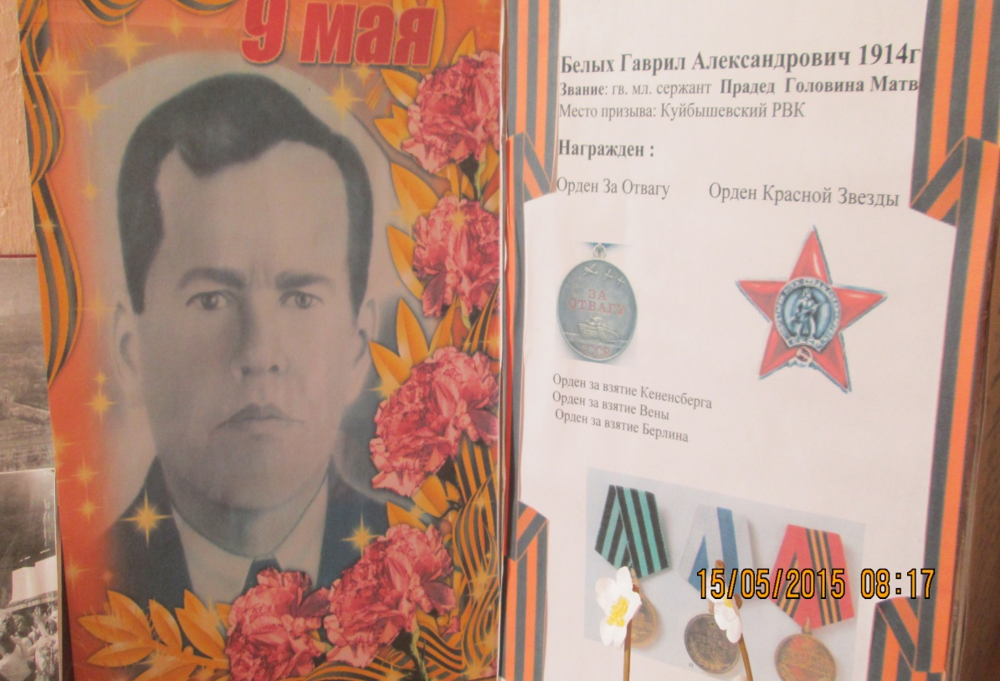 9 мая
Белых Гаврил Александрович 1914г
Звание: гв. мл. сержант Прадед Головина Матв
Место призыва: Куйбышевский РВК
Награжден :
Орден За Отвагу Орден Красной Звезды
ЗА
ОТВАГУ
СССР
Орден за взятие Кененсберга
Орден за взятие Вены
Орден за взятие Берлина
15/05/2015 08:17